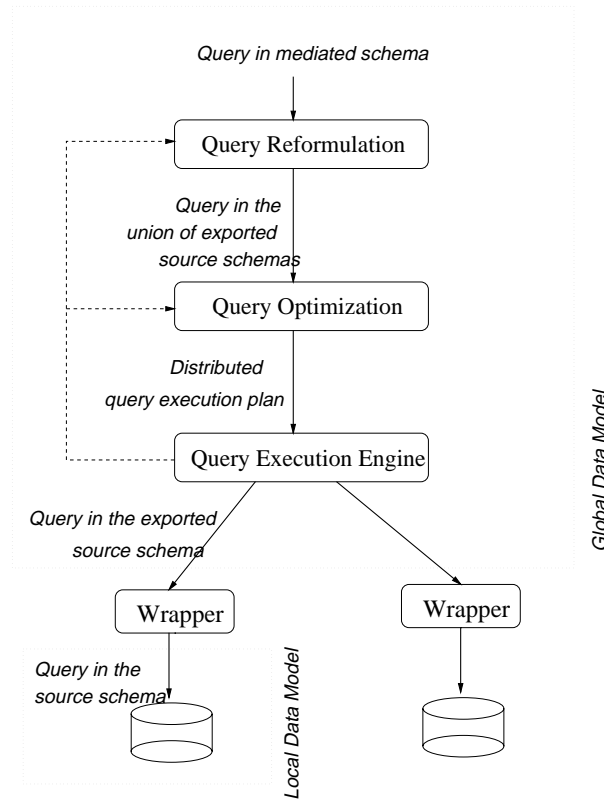 Query in mediated schema
Query Reformulation
Query in the
union of exported
source schemas
Query Optimization
Distributed
query execution plan
Query Execution Engine
Global Data Model
Query in the exported
source schema
Wrapper
Wrapper
Query in the
source schema
Local Data Model